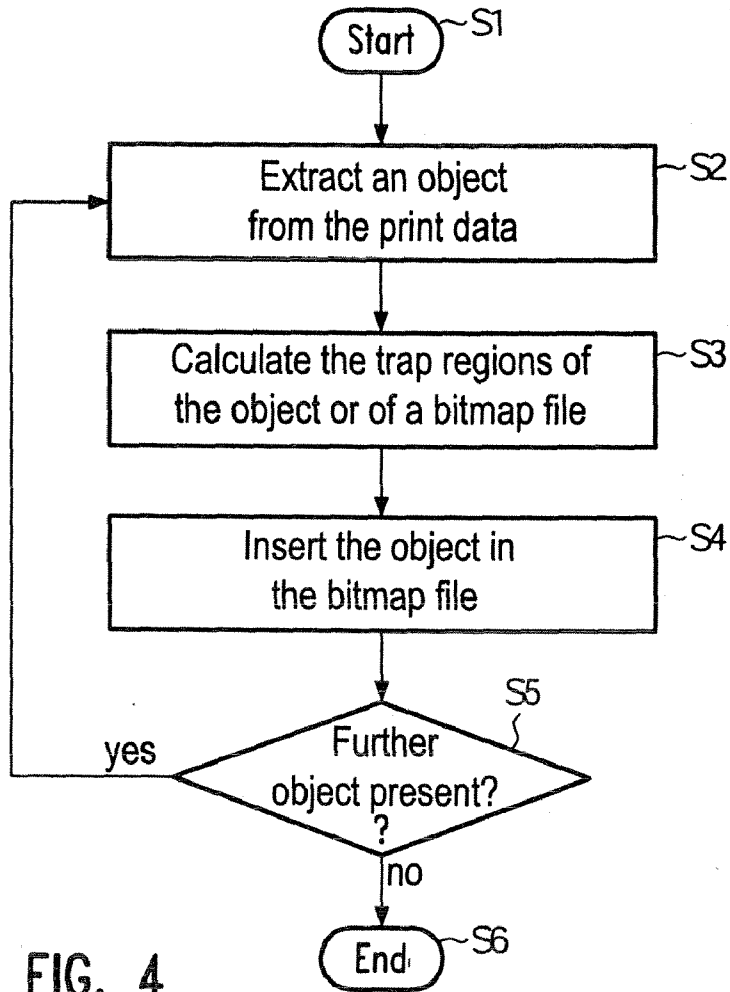 Start
S1
Extract an object
from the print data
S2
Calculate the trap regions of
the object or of a bitmap file
S3
Insert the object in
the bitmap file
S4
S5
Further
object present?
?
yes
no
End
S6
FIG. 4